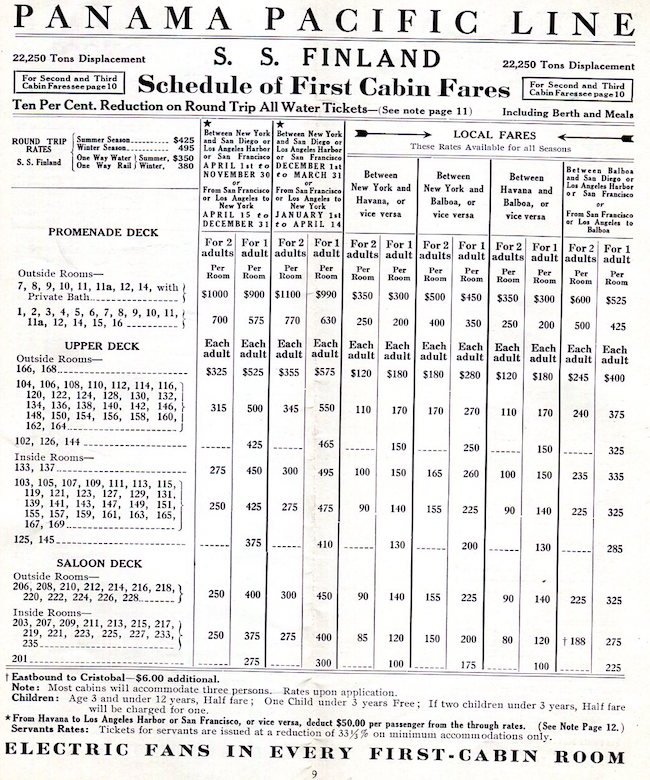 PANAMA PACIFIC LINE
22,250 Tons Displacement
S. S. FINLAND
22,250 Tons Displacement
For Second and Third
Cabin Fares see page 10
Schedule of First Cabin Fares
For Second and Third
Cabin Fares see page 10
Ten Per Cent. Reduction on Round Trip All Water Tickets—(See note page 11)
Including Berth and Meals
ROUND TRIP
RATES
S. S. Finland
Summer Season $425
Winter Season 495
One Way Water One Way Rail Summer, $350 Winter, 380
★
Between New York
and San Diego or
Los Angeles Harbor
or San Francisco
APRIL 1st to
NOVEMBER 30
or
From San Francisco
or Los Angeles to
New York
APRIL 15 to
DECEMBER 31
★
Between New York
and San Diego or
Los Angeles Harbor
or San Francisco
DECEMBER 1st
to MARCH 31
or
From San Francisco
or Los Angeles to
New York
JANUARY 1st
to APRIL 14
LOCAL FARES
These Rates Available for all Seasons
Between
New York and
Havana, or
vice versa
Between
New York and
Balboa, or
vice versa
Between
Havana and
Balboa, or
vice versa
Between Balboa
and San Diego or
Los Angeles Harbor
or San Francisco
or
From San Francisco
or Los Angeles to
Balboa
PROMENADE DECK
For 2 adults For 1 adult For 2 adults For 1 adult For 2 adults For 1 adult For 2 adults For 1 adult For 2 adults For 1 adult For 2 adults For 1 adult
Per Room Per Room Per Room Per Room Per Room Per Room Per Room Per Room Per Room Per Room Per Room Per Room
Outside Rooms—
7, 8, 9, 10, 11, 11a, 12, 14, with
Private Bath $1000 $900 $1100 $990 $350 $300 $500 $450 $350 $300 $600 $525
1, 2, 3, 4, 5, 6, 7, 8, 9, 10, 11,
11a, 12, 14, 15, 16 700 575 770 630 250 200 400 350 250 200 500 425
UPPER DECK
Each adult Each adult Each adult Each adult Each adult Each adult Each adult Each adult Each adult Each adult Each adult Each adult
Outside Rooms—
166, 168 $325 $525 $355 $575 $120 $180 $180 $280 $120 $180 $245 $400
104, 106, 108, 110, 112, 114, 116,
120, 122, 124, 128, 130, 132,
134, 136, 138, 140, 142, 146,
148, 150, 154, 156, 158, 160,
162, 164 315 500 345 550 110 170 170 270 110 170 240 375
102, 126, 144 425 465 150 250 150 325
Inside Rooms—
133, 137 275 450 300 495 100 150 165 260 100 150 235 335
103, 105, 107, 109, 111, 113, 115,
119, 121, 123, 127, 129, 131,
139, 141, 143, 147, 149, 151,
155, 157, 159, 161, 163, 165,
167, 169 250 425 275 475 90 140 155 225 90 140 225 325
125, 145 375 410 130 200 130 285
SALOON DECK
Outside Rooms—
206, 208, 210, 212, 214, 216, 218,
220, 222, 224, 226, 228 250 400 300 450 90 140 155 225 90 140 225 325
Inside Rooms—
203, 207, 209, 211, 213, 215, 217,
219, 221, 223, 225, 227, 233,
235 250 375 275 400 85 120 150 200 80 120 †188 275
201 275 300 100 175 100 225
† Eastbound to Cristobal—$6.00 additional.
Note: Most cabins will accommodate three persons. Rates upon application.
Children: Age 3 and under 12 years, Half fare; One Child under 3 years Free; If two children under 3 years, Half fare
will be charged for one.
★ From Havana to Los Angeles Harbor or San Francisco, or vice versa, deduct $50.00 per passenger from the through rates. (See Note Page 12.)
Servants Rates: Tickets for servants are issued at a reduction of 33⅓% on minimum accommodations only.
ELECTRIC FANS IN EVERY FIRST-CABIN ROOM
9